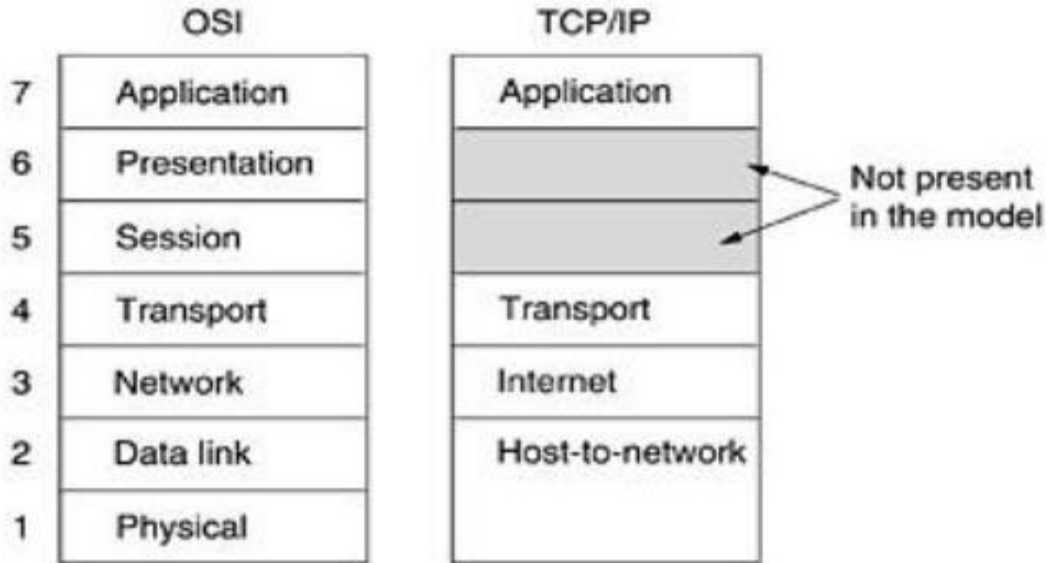 OSI TCP/IP
7 Application Application
6 Presentation
Not present
in the model
5 Session
4 Transport Transport
3 Network Internet
2 Data link Host-to-network
1 Physical